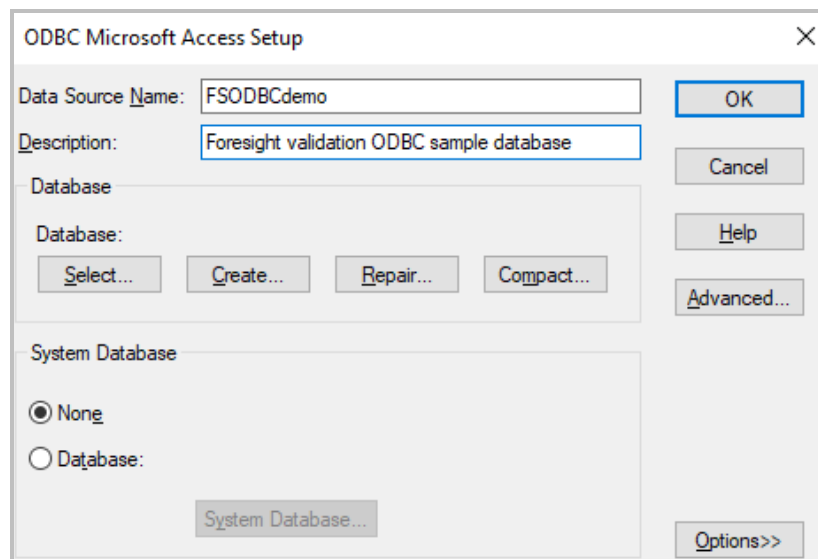 ODBC Microsoft Access Setup
Data Source Name: FSODBCdemo
OK
Description: Foresight validation ODBC sample database
Cancel
Database
Database:
Help
Select... Create... Repair... Compact...
Advanced...
System Database
None
Database:
System Database...
Options>>